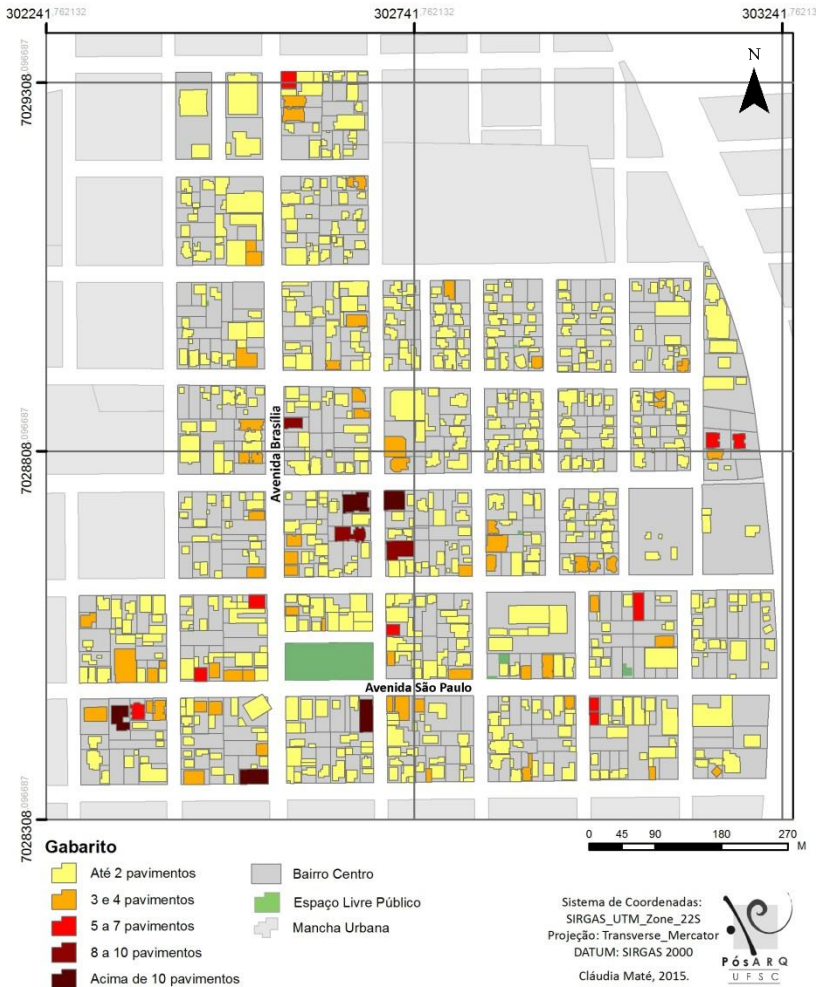 302241,762132
302741,762132
303241,762132
7029308,096687
7028808,096687
7028308,096687
N
Avenida Brasília
Avenida São Paulo
Gabarito
Até 2 pavimentos
3 e 4 pavimentos
5 a 7 pavimentos
8 a 10 pavimentos
Acima de 10 pavimentos
Bairro Centro
Espaço Livre Público
Mancha Urbana
0 45 90 180 270
M
Sistema de Coordenadas:
SIRGAS_UTM_Zone_22S
Projeção: Transverse_Mercator
DATUM: SIRGAS 2000
Cláudia Maté, 2015.
PÓSARQ
UFSC